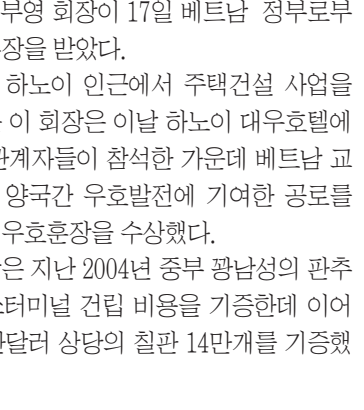 부영 회장이 17일 베트남 정부로부
장을 받았다.
하노이 인근에서 주택건설 사업을
이 회장은 이날 하노이 대우호텔에
관계자들이 참석한 가운데 베트남 교
양국간 우호발전에 기여한 공로를
우호훈장을 수상했다.
은 지난 2004년 중부 꽝남성의 판추
스터미널 건립 비용을 기증한데 이어
만달러 상당의 칠판 14만개를 기증했